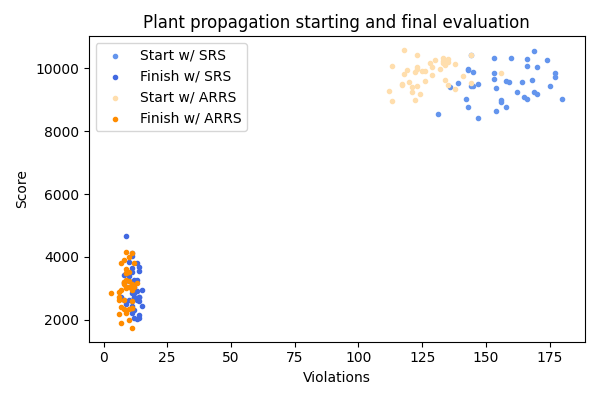 Plant propagation starting and final evaluation
Start w/ SRS
Finish w/ SRS
Start w/ ARRS
Finish w/ ARRS
Score
10000
8000
6000
4000
2000
0 25 50 75 100 125 150 175
Violations